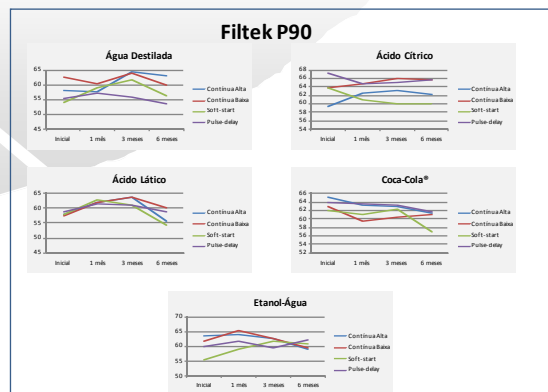 Filtek P90
Água Destilada
65
60
55
50
45
Inicial 1 mês 3 meses 6 meses
Contínua Alta
Contínua Baixa
Soft-start
Pulse-delay
Ácido Cítrico
68
66
64
62
60
58
56
54
Inicial 1 mês 3 meses 6 meses
Contínua Alta
Contínua Baixa
Soft-start
Pulse-delay
Ácido Lático
65
60
55
50
45
Inicial 1 mês 3 meses 6 meses
Contínua Alta
Contínua Baixa
Soft-start
Pulse-delay
Coca-Cola®
66
64
62
60
58
56
54
52
Inicial 1 mês 3 meses 6 meses
Contínua Alta
Contínua Baixa
Soft-start
Pulse-delay
Etanol-Água
70
65
60
55
50
Inicial 1 mês 3 meses 6 meses
Contínua Alta
Contínua Baixa
Soft-start
Pulse-delay